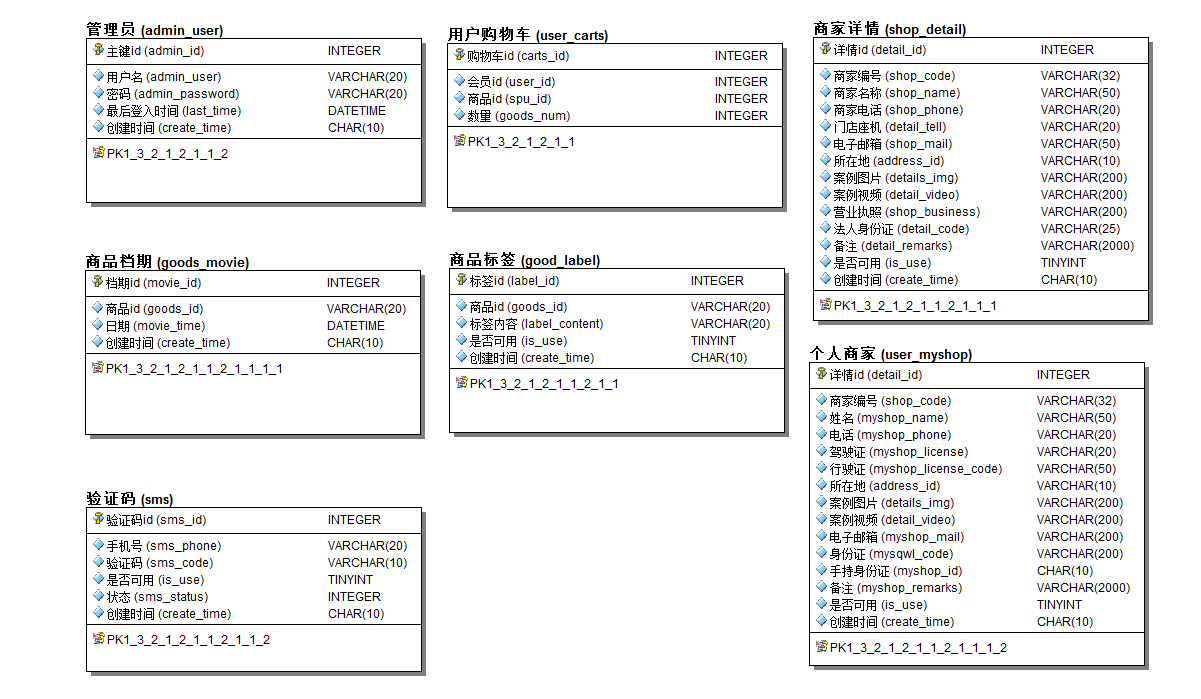 管理员 (admin_user)
主键id (admin_id) INTEGER
用户名 (admin_user) VARCHAR(20)
密码 (admin_password) VARCHAR(20)
最后登入时间 (last_time) DATETIME
创建时间 (create_time) CHAR(10)
PK1_3_2_1_2_1_1_2
用户购物车 (user_carts)
购物车id (carts_id) INTEGER
会员id (user_id) INTEGER
商品id (spu_id) INTEGER
数量 (goods_num) INTEGER
PK1_3_2_1_2_1_1
商家详情 (shop_detail)
详情id (detail_id) INTEGER
商家编号 (shop_code) VARCHAR(32)
商家名称 (shop_name) VARCHAR(50)
商家电话 (shop_phone) VARCHAR(20)
门店座机 (detail_tell) VARCHAR(20)
电子邮箱 (shop_mail) VARCHAR(50)
所在地 (address_id) VARCHAR(10)
案例图片 (details_img) VARCHAR(200)
案例视频 (detail_video) VARCHAR(200)
营业执照 (shop_business) VARCHAR(200)
法人身份证 (detail_code) VARCHAR(25)
备注 (detail_remarks) VARCHAR(2000)
是否可用 (is_use) TINYINT
创建时间 (create_time) CHAR(10)
PK1_3_2_1_2_1_1_2_1_1_1
商品档期 (goods_movie)
档期id (movie_id) INTEGER
商品id (goods_id) VARCHAR(20)
日期 (movie_time) DATETIME
创建时间 (create_time) CHAR(10)
PK1_3_2_1_2_1_1_2_1_1_1_1
商品标签 (good_label)
标签id (label_id) INTEGER
商品id (goods_id) VARCHAR(20)
标签内容 (label_content) VARCHAR(20)
是否可用 (is_use) TINYINT
创建时间 (create_time) CHAR(10)
PK1_3_2_1_2_1_1_2_1_1
个人商家 (user_myshop)
详情id (detail_id) INTEGER
商家编号 (shop_code) VARCHAR(32)
姓名 (myshop_name) VARCHAR(50)
电话 (myshop_phone) VARCHAR(20)
驾驶证 (myshop_license) VARCHAR(20)
行驶证 (myshop_license_code) VARCHAR(50)
所在地 (address_id) VARCHAR(10)
案例图片 (details_img) VARCHAR(200)
案例视频 (detail_video) VARCHAR(200)
电子邮箱 (myshop_mail) VARCHAR(200)
身份证 (mysqwl_code) VARCHAR(200)
手持身份证 (myshop_id) CHAR(10)
备注 (myshop_remarks) VARCHAR(2000)
是否可用 (is_use) TINYINT
创建时间 (create_time) CHAR(10)
PK1_3_2_1_2_1_1_2_1_1_1_2
验证码 (sms)
验证码id (sms_id) INTEGER
手机号 (sms_phone) VARCHAR(20)
验证码 (sms_code) VARCHAR(10)
是否可用 (is_use) TINYINT
状态 (sms_status) INTEGER
创建时间 (create_time) CHAR(10)
PK1_3_2_1_2_1_1_2_1_1_2